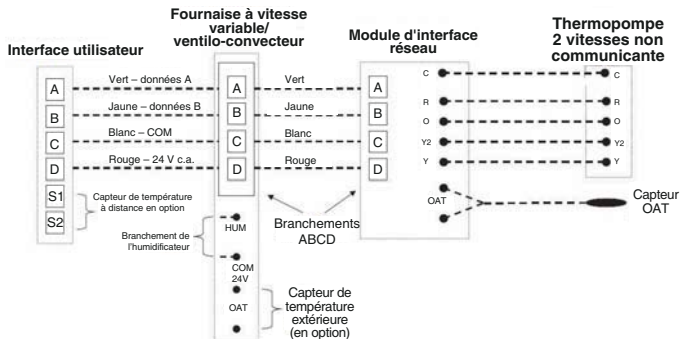 Interface utilisateur
Fournaise à vitesse
variable/
ventilo-convecteur
Module d'interface
réseau
Thermopompe
2 vitesses non
communicante
A
Vert – données A
A
Vert
A
B
Jaune – données B
B
Jaune
B
C
Blanc – COM
C
Blanc
C
D
Rouge – 24 V c.a.
D
Rouge
D
S1
S2
Capteur de température
à distance en option
Branchement de
l'humidificateur
HUM
COM
24V
OAT
Branchements
ABCD
Capteur de
température
extérieure
(en option)
C
R
O
Y2
Y
OAT
C
R
O
Y2
Y
Capteur
OAT